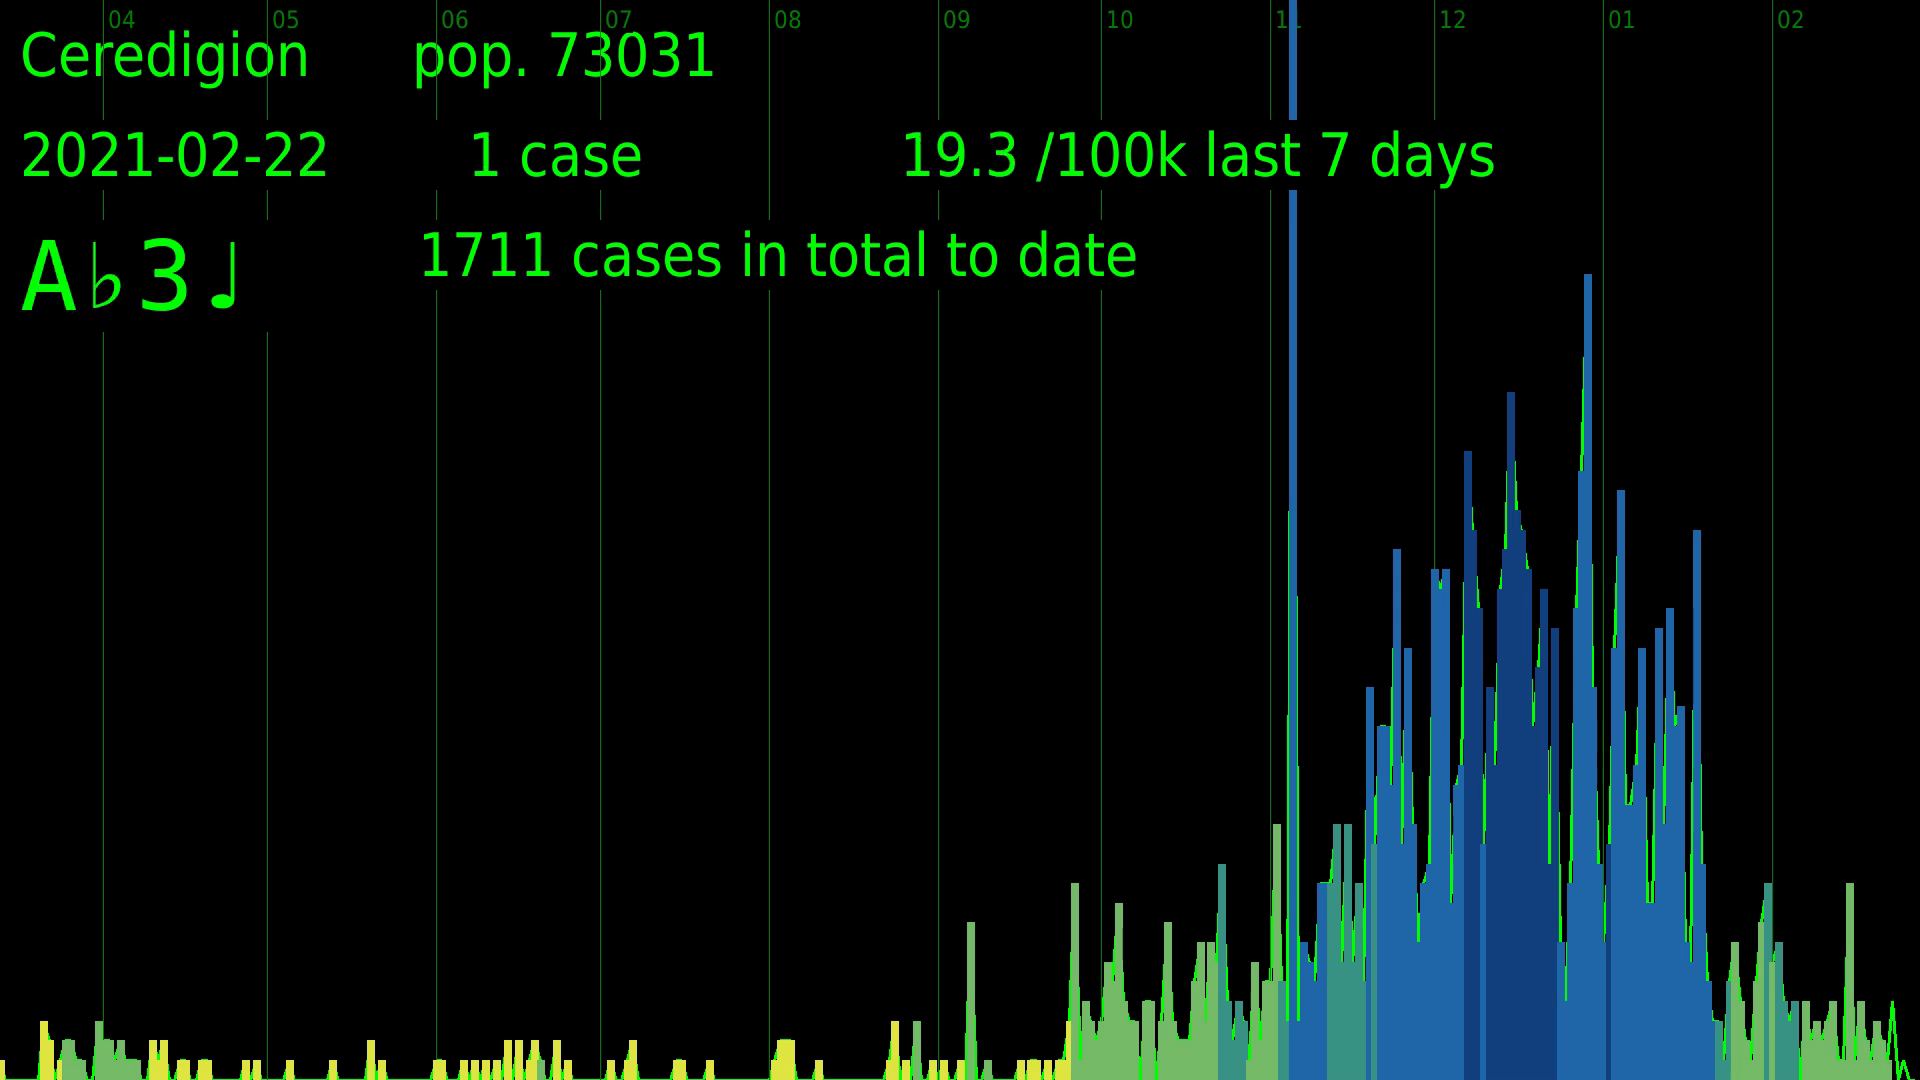 04 05 06 07 08 09 10 11 12 01 02
Ceredigion pop. 73031
2021-02-22 1 case 19.3 /100k last 7 days
A♭3♩ 1711 cases in total to date